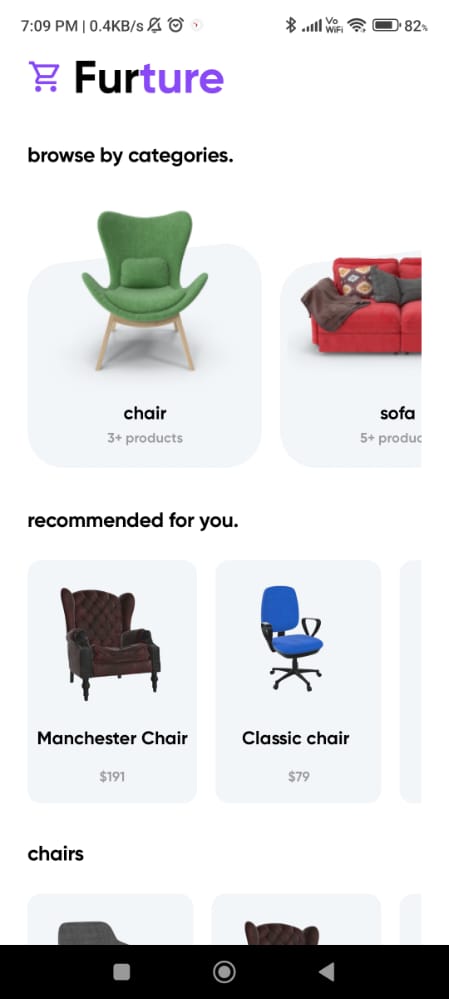 7:09 PM | 0.4KB/s
Vo
WiFi
82%
Furture
browse by categories.
chair
3+ products
sofa
5+ produc
recommended for you.
Manchester Chair
$191
Classic chair
$79
chairs